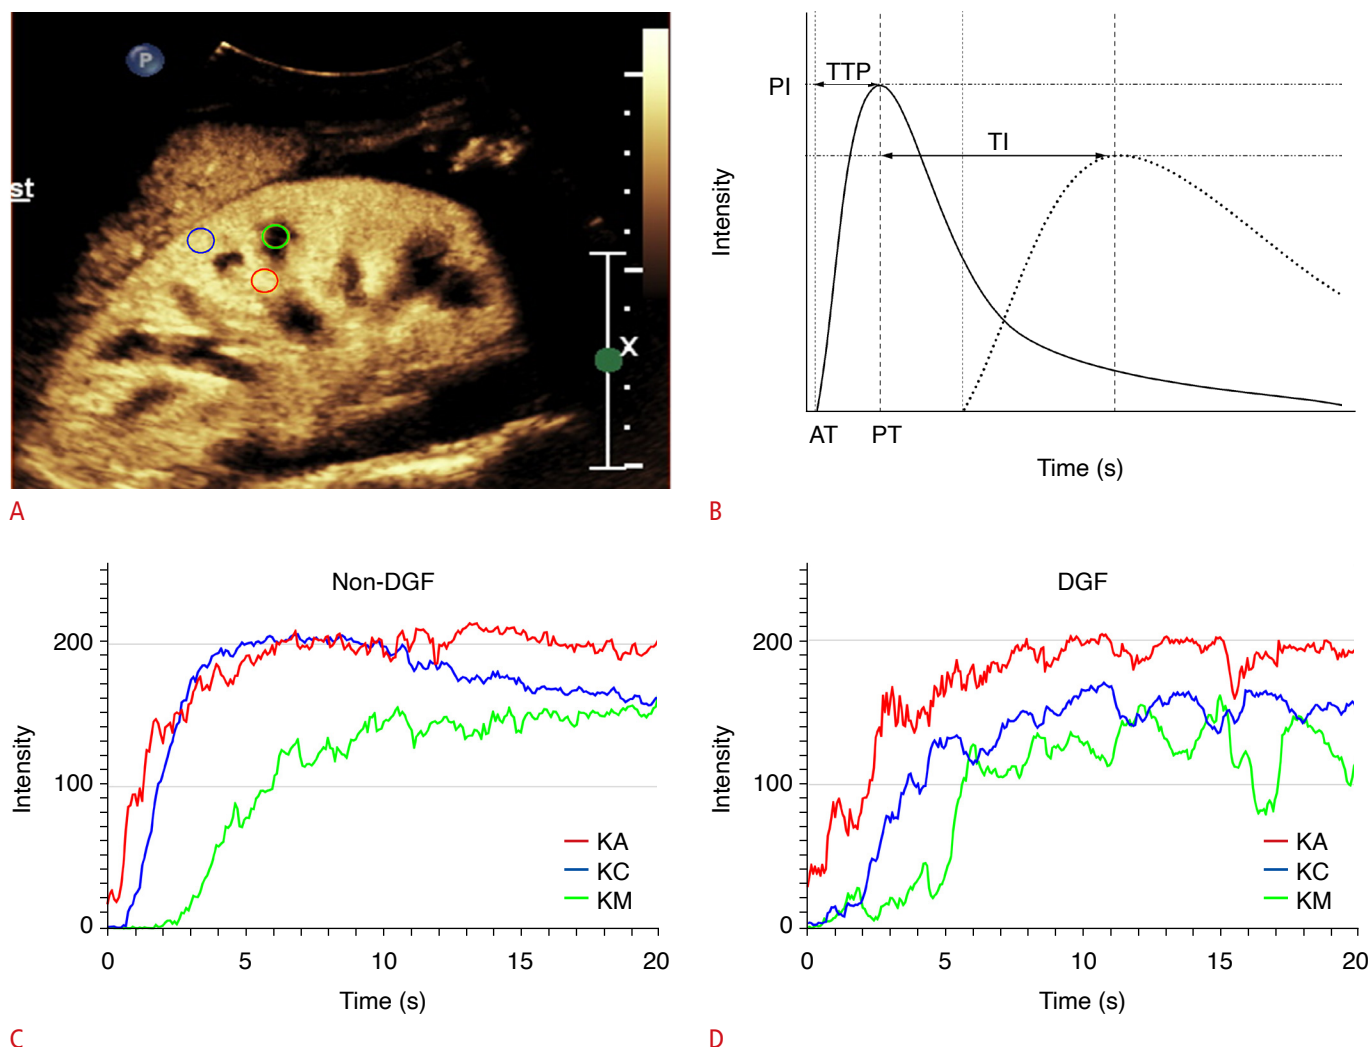 P
st
X
A
PI
TTP
TI
Intensity
AT PT
Time (s)
B
Non-DGF
200
100
0
Intensity
KA
KC
KM
0 5 10 15 20
Time (s)
C
DGF
200
100
0
Intensity
KA
KC
KM
0 5 10 15 20
Time (s)
D